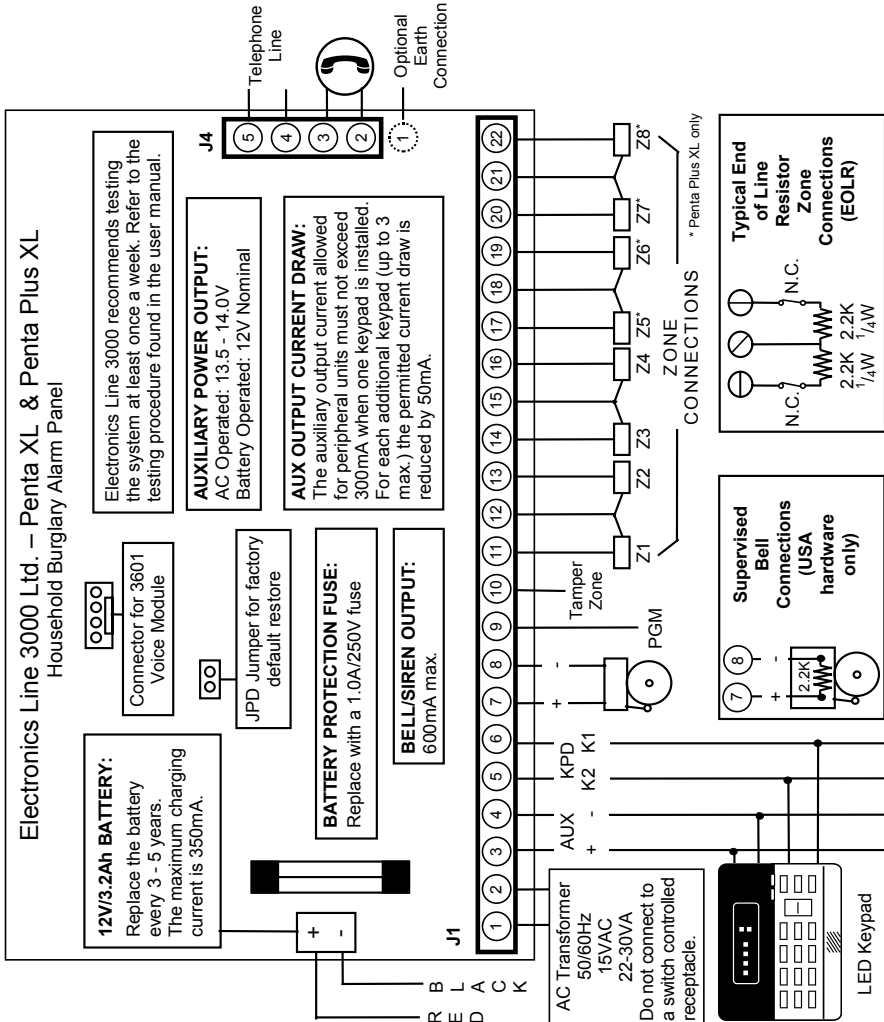 Electronics Line 3000 Ltd. – Penta XL & Penta Plus XL
Household Burglary Alarm Panel
12V/3.2Ah BATTERY:
Replace the battery
every 3 - 5 years.
The maximum charging
current is 350mA.
Connector for 3601
Voice Module
JPD Jumper for factory
default restore
Electronics Line 3000 recommends testing
the system at least once a week. Refer to the
testing procedure found in the user manual.
AUXILIARY POWER OUTPUT:
AC Operated: 13.5 - 14.0V
Battery Operated: 12V Nominal
BATTERY PROTECTION FUSE:
Replace with a 1.0A/250V fuse
BELL/SIREN OUTPUT:
600mA max.
AUX OUTPUT CURRENT DRAW:
The auxiliary output current allowed
for peripheral units must not exceed
300mA when one keypad is installed.
For each additional keypad (up to 3
max.) the permitted current draw is
reduced by 50mA.
J4
5
4
3
2
1
Telephone
Line
Optional
Earth
Connection
+
-
RED
BLACK
J1
1 2 3 4 5 6 7 8 9 10 11 12 13 14 15 16 17 18 19 20 21 22
AC Transformer
50/60Hz
15VAC
22-30VA
Do not connect to
a switch controlled
receptacle.
AUX
+ -
KPD
K2 K1
+ -
PGM
Tamper
Zone
Z1 Z2 Z3 Z4 Z5* Z6* Z7* Z8*
ZONE
CONNECTIONS
* Penta Plus XL only
LED Keypad
Supervised
Bell
Connections
(USA
hardware
only)
7 8
+ -
2.2K
Typical End
of Line
Resistor
Zone
Connections
(EOLR)
N.C. N.C.
2.2K 2.2K
1/4W 1/4W